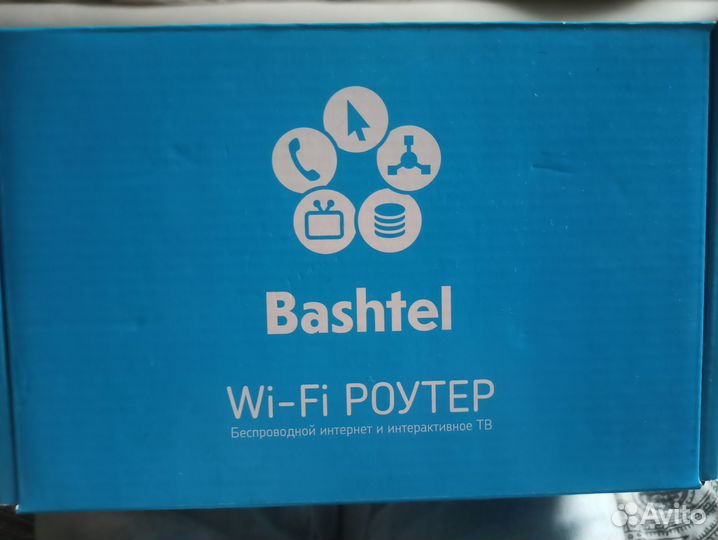 Bashtel
Wi-Fi РОУТЕР
Беспроводной интернет и интерактивное ТВ
Avito